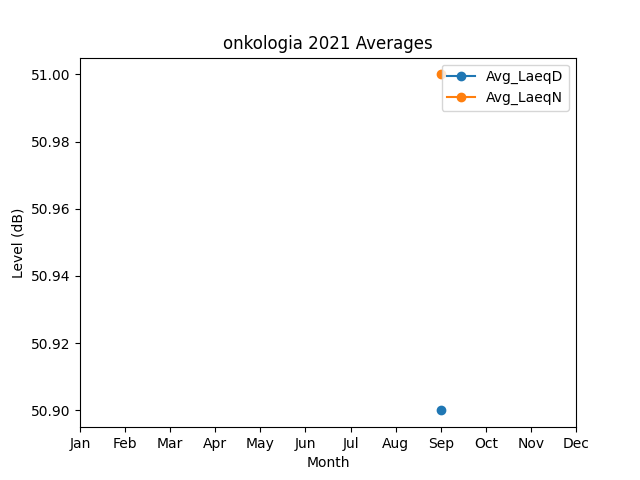 onkologia 2021 Averages
Avg_LaeqD
Avg_LaeqN
Level (dB)
51.00
50.98
50.96
50.94
50.92
50.90
Jan Feb Mar Apr May Jun Jul Aug Sep Oct Nov Dec
Month